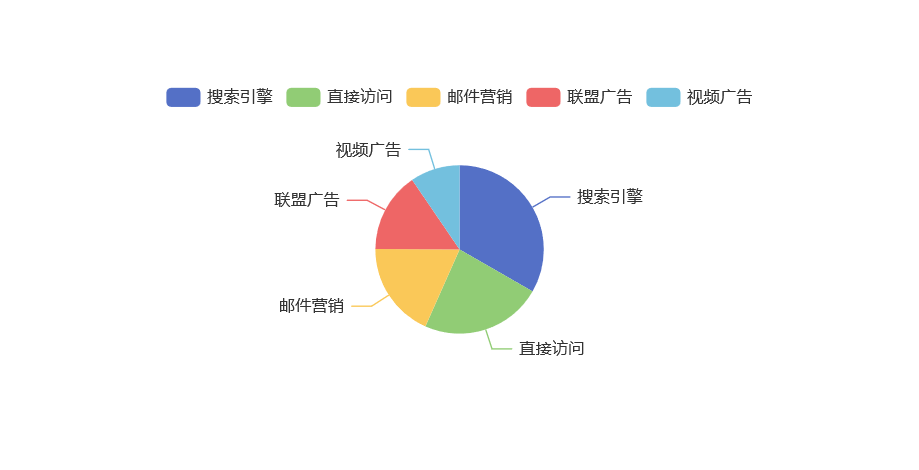 搜索引擎 直接访问 邮件营销 联盟广告 视频广告
视频广告
搜索引擎
联盟广告
邮件营销
直接访问